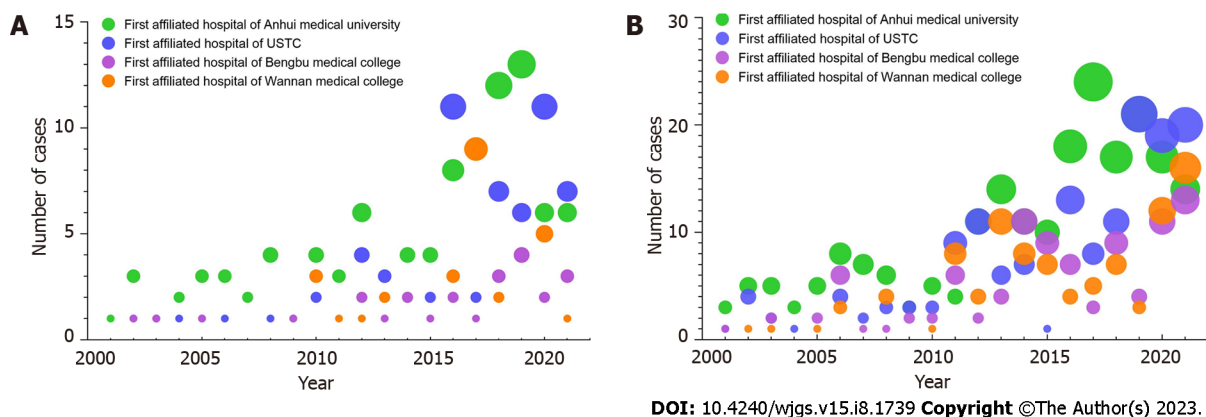 A
First affiliated hospital of Anhui medical university
First affiliated hospital of USTC
First affiliated hospital of Bengbu medical college
First affiliated hospital of Wannan medical college
15
10
5
0
Number of cases
2000 2005 2010 2015 2020
Year
B
First affiliated hospital of Anhui medical university
First affiliated hospital of USTC
First affiliated hospital of Bengbu medical college
First affiliated hospital of Wannan medical college
30
20
10
0
Number of cases
2000 2005 2010 2015 2020
Year
DOI: 10.4240/wjgs.v15.i8.1739 Copyright ©The Author(s) 2023.